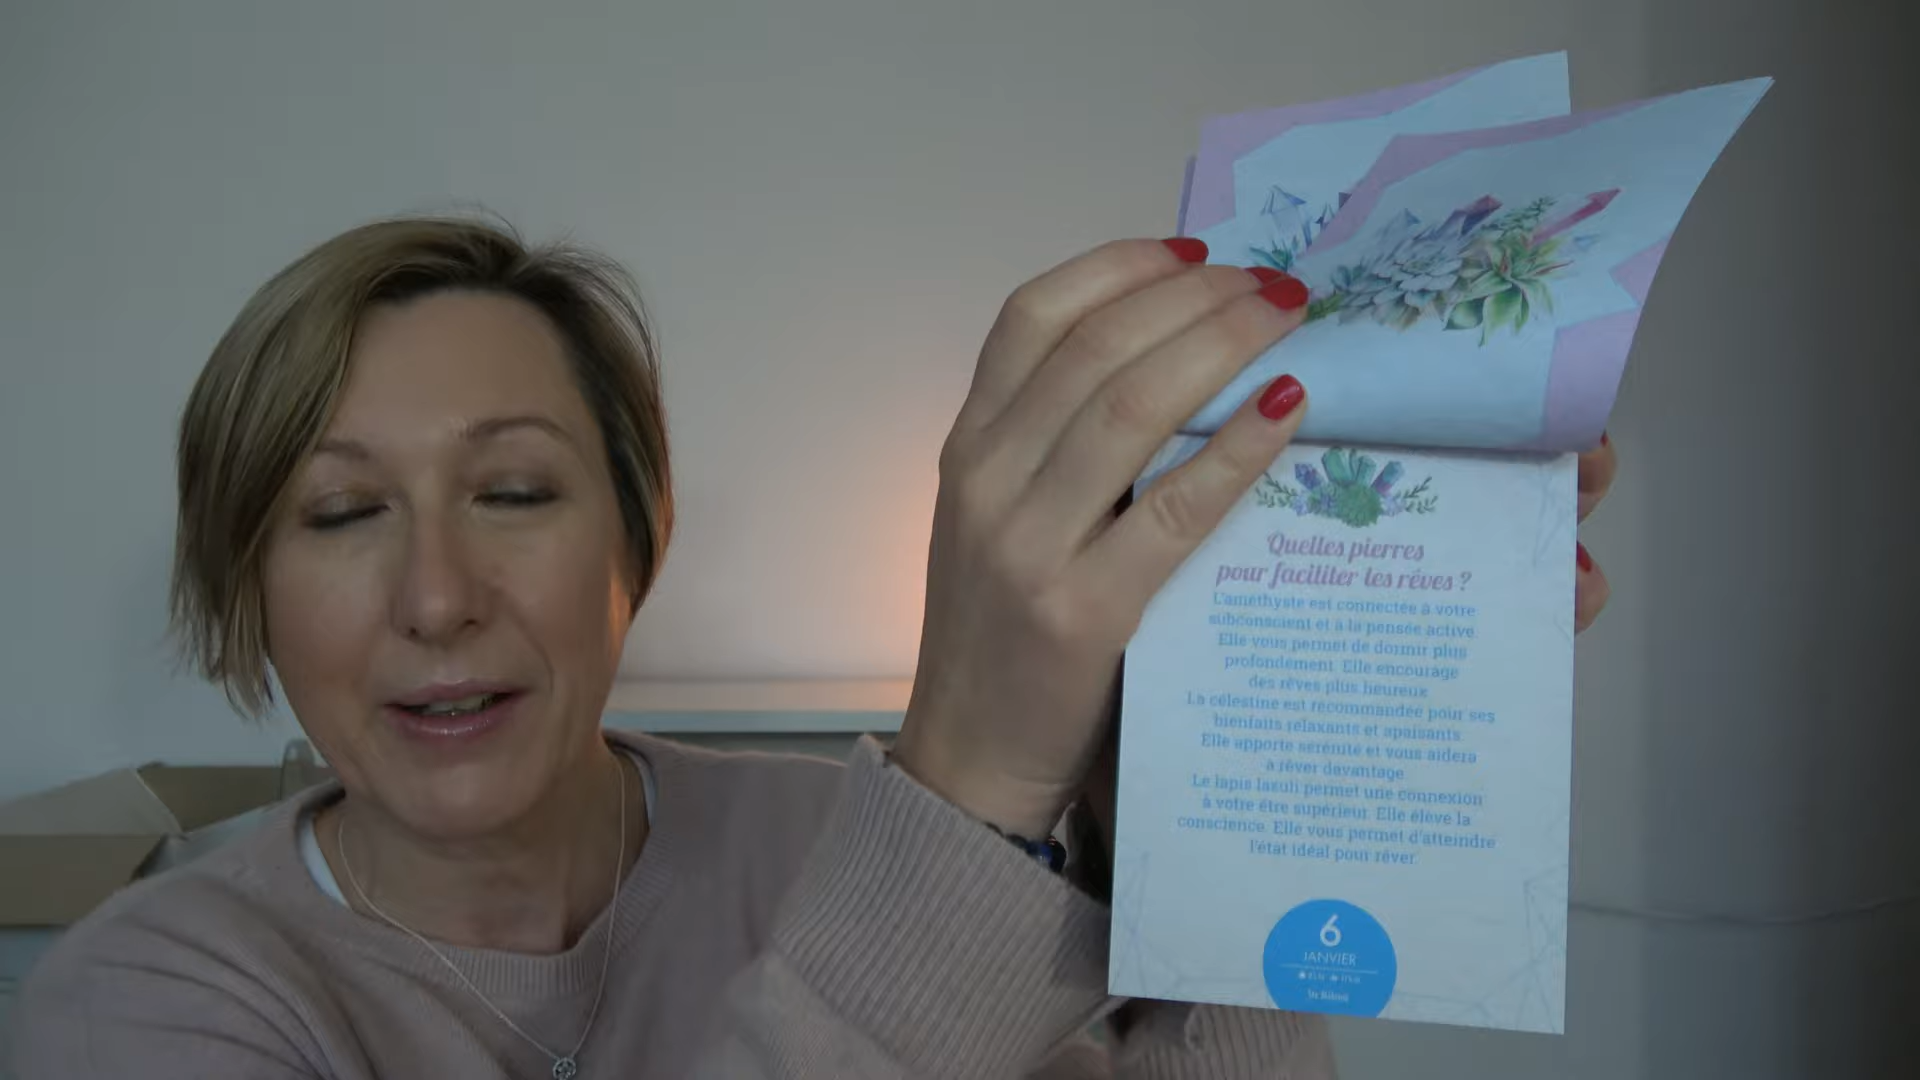 Quelles pierres
pour faciliter les rêves ?
L'améthyste est connectée à votre
subconscient et à la pensée active.
Elle vous permet de dormir plus
profondément. Elle encourage
des rêves plus heureux.
La célestine est recommandée pour ses
bienfaits relaxants et apaisants.
Elle apporte sérénité et vous aidera
à rêver davantage.
Le lapis lazuli permet une connexion
à votre être supérieur. Elle élève la
conscience. Elle vous permet d'atteindre
l'état idéal pour rêver.
6
JANVIER